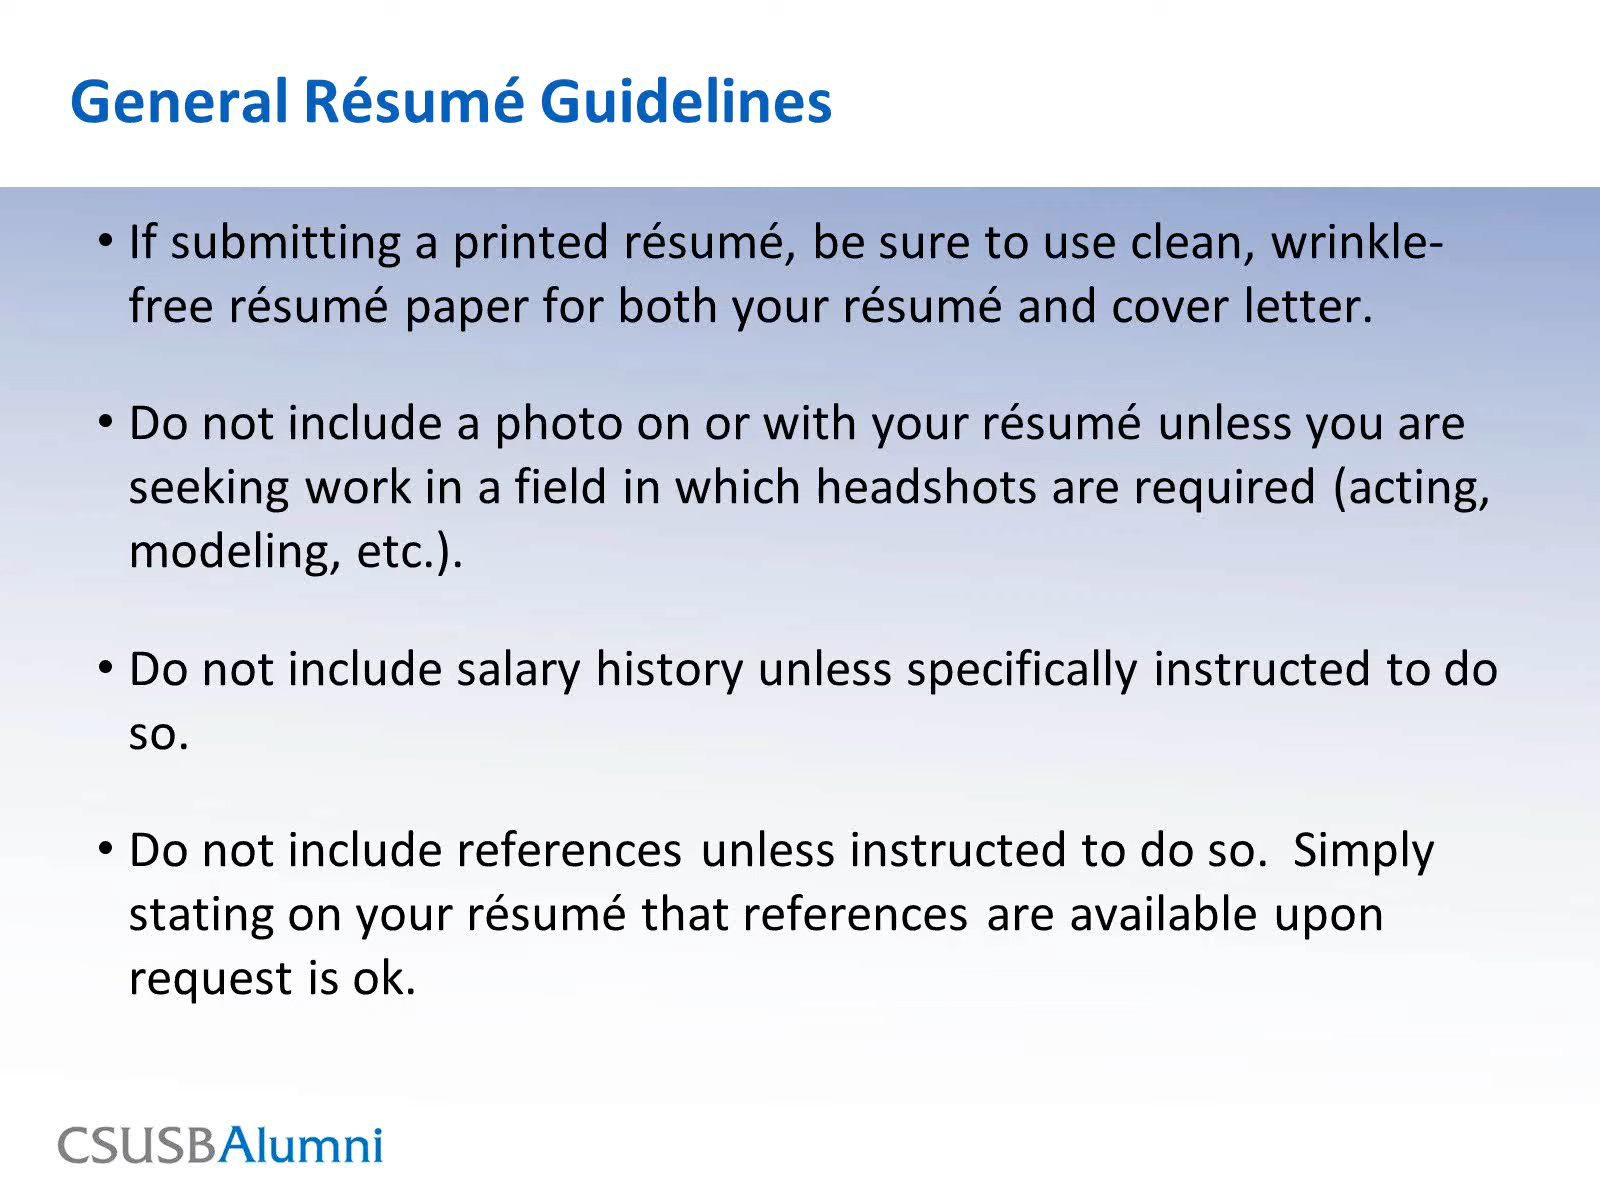 General Résumé Guidelines
• If submitting a printed résumé, be sure to use clean, wrinkle-
free résumé paper for both your résumé and cover letter.
• Do not include a photo on or with your résumé unless you are
seeking work in a field in which headshots are required (acting,
modeling, etc.).
• Do not include salary history unless specifically instructed to do
so.
• Do not include references unless instructed to do so.  Simply
stating on your résumé that references are available upon
request is ok.
CSUSBAlumni